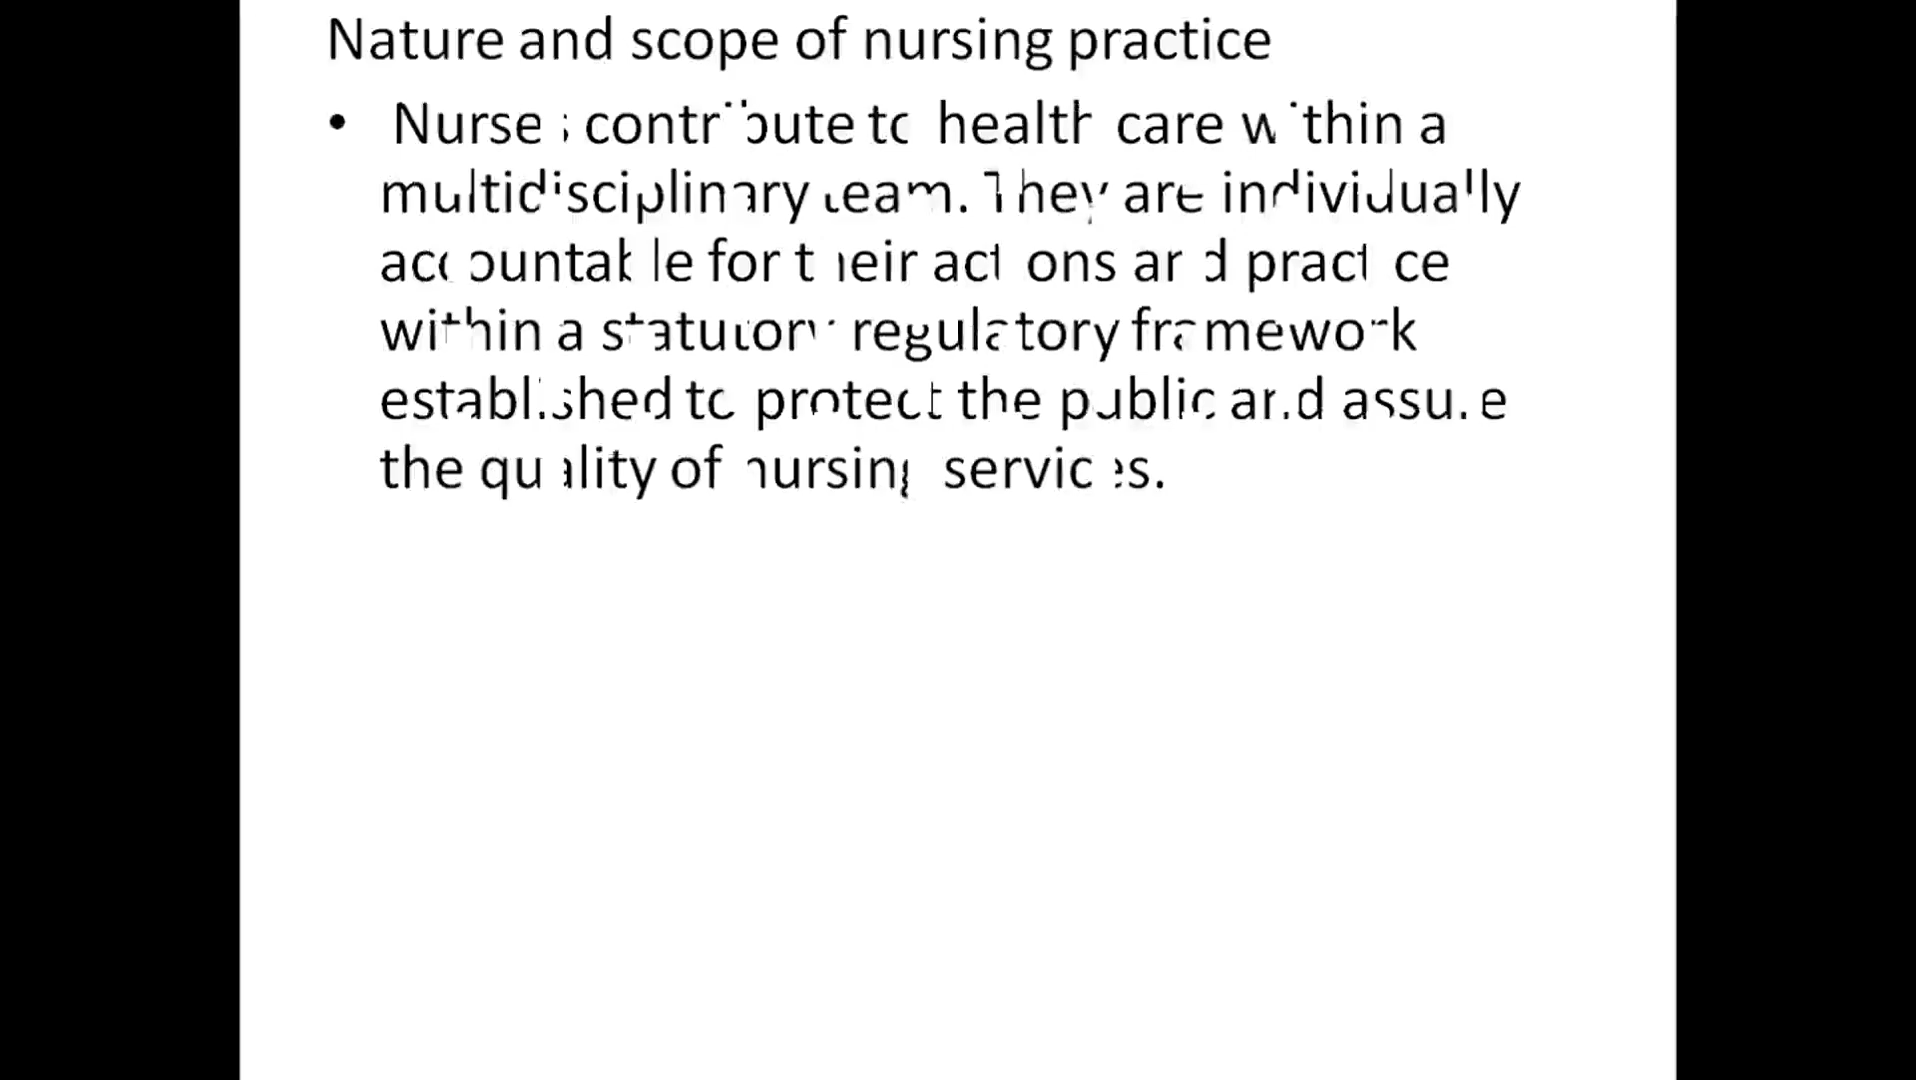 Nature and scope of nursing practice
• Nurses contribute to health care within a
multidisciplinary team. They are individually
accountable for their actions and practice
within a statutory regulatory framework
established to protect the public and assure
the quality of nursing services.